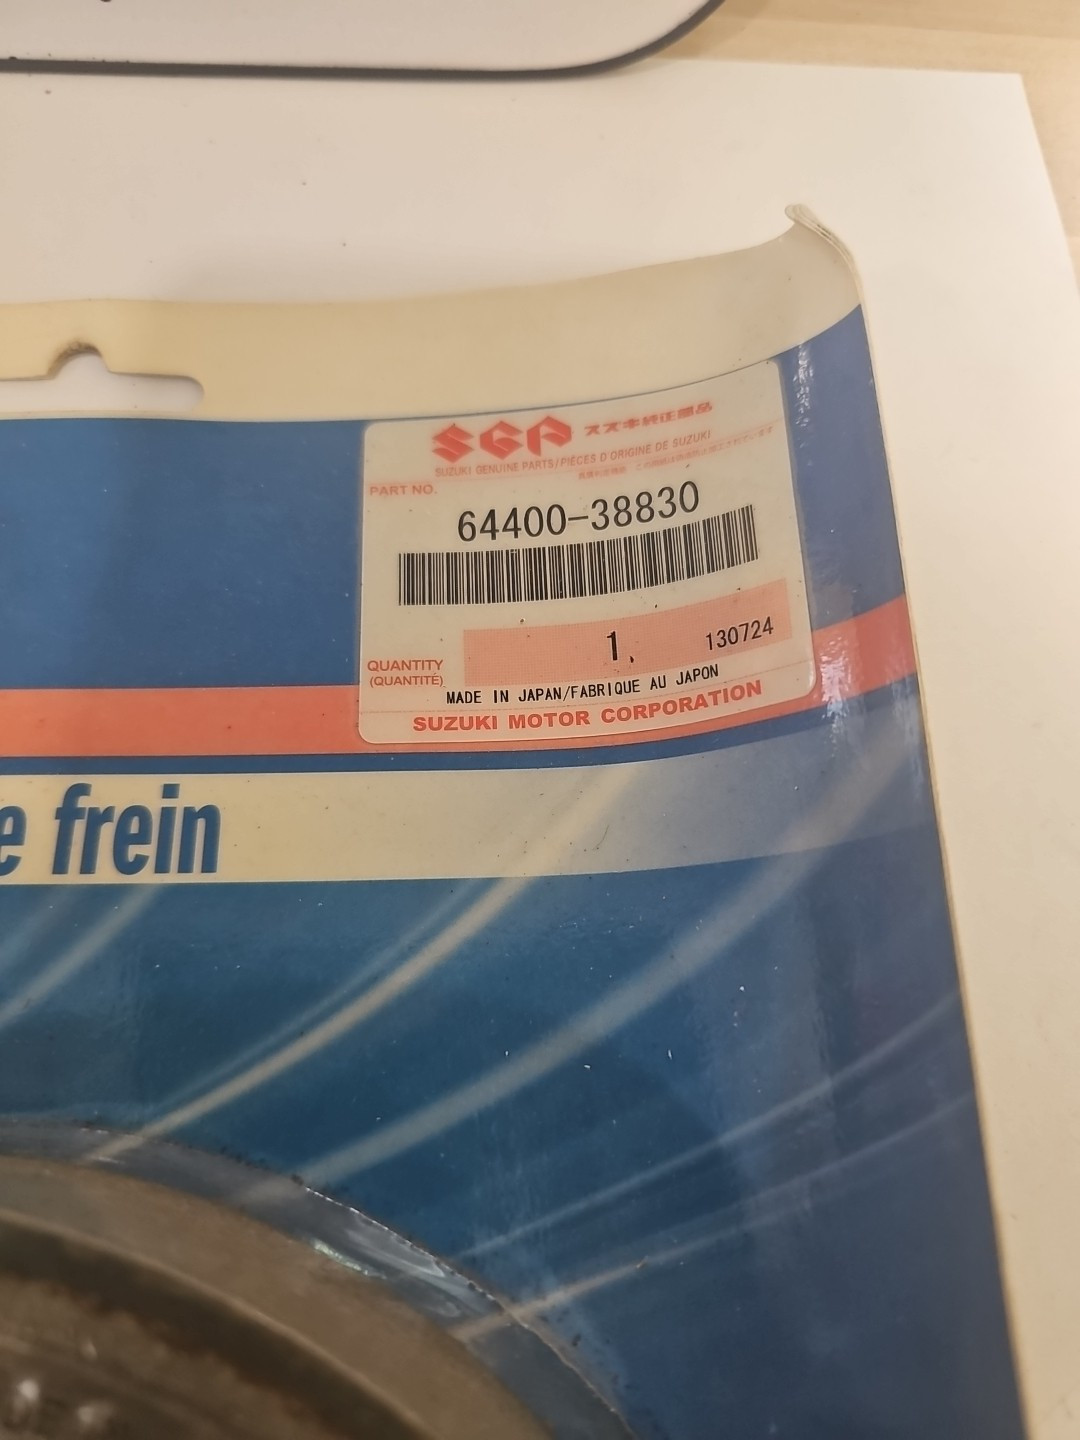 SGP スズキ純正部品
SUZUKI GENUINE PARTS/PIÈCES D'ORIGINE DE SUZUKI
PART NO.
64400-38830
1.
130724
QUANTITY
(QUANTITÉ)
MADE IN JAPAN/FABRIQUE AU JAPON
SUZUKI MOTOR CORPORATION
e frein